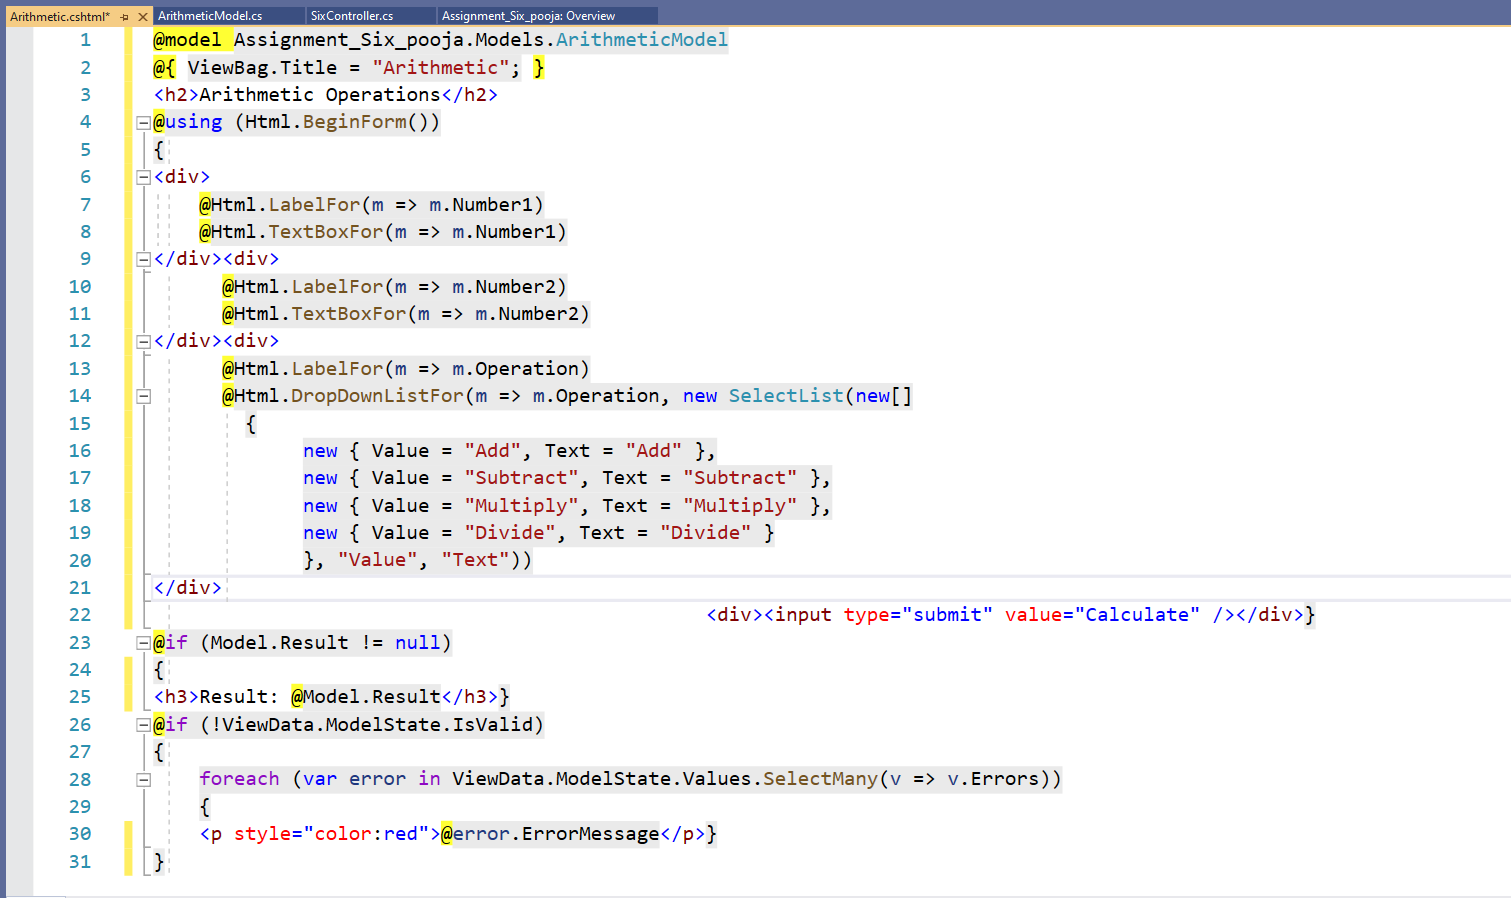 Arithmetic.cshtml* ArithmeticModel.cs SixController.cs Assignment_Six_pooja: Overview
1 @model Assignment_Six_pooja.Models.ArithmeticModel
2 @{ ViewBag.Title = "Arithmetic"; }
3 <h2>Arithmetic Operations</h2>
4 @using (Html.BeginForm())
5 {
6 <div>
7 @Html.LabelFor(m => m.Number1)
8 @Html.TextBoxFor(m => m.Number1)
9 </div><div>
10 @Html.LabelFor(m => m.Number2)
11 @Html.TextBoxFor(m => m.Number2)
12 </div><div>
13 @Html.LabelFor(m => m.Operation)
14 @Html.DropDownListFor(m => m.Operation, new SelectList(new[]
15 {
16 new { Value = "Add", Text = "Add" },
17 new { Value = "Subtract", Text = "Subtract" },
18 new { Value = "Multiply", Text = "Multiply" },
19 new { Value = "Divide", Text = "Divide" }
20 }, "Value", "Text"))
21 </div>
22 <div><input type="submit" value="Calculate" /></div>}
23 @if (Model.Result != null)
24 {
25 <h3>Result: @Model.Result</h3>}
26 @if (!ViewData.ModelState.IsValid)
27 {
28 foreach (var error in ViewData.ModelState.Values.SelectMany(v => v.Errors))
29 {
30 <p style="color:red">@error.ErrorMessage</p>}
31 }